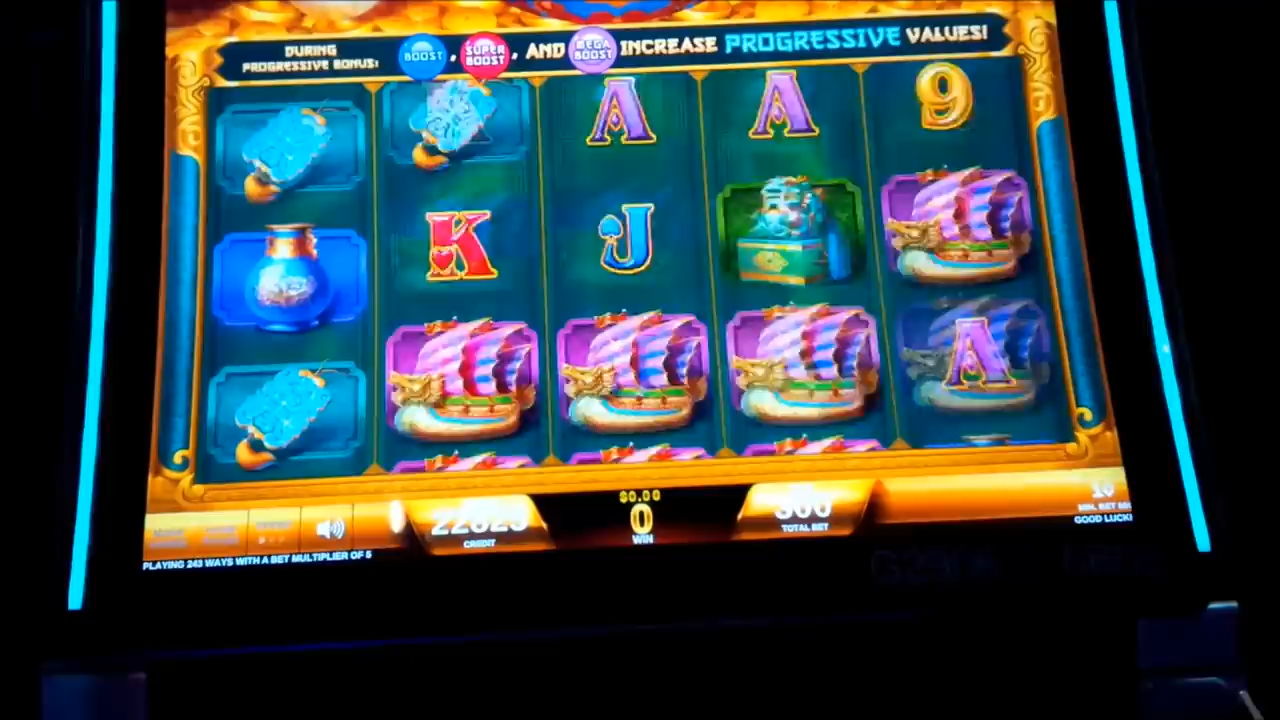 DURING
PROGRESSIVE BONUS:
BOOST, SUPER BOOST, AND MEGA BOOST INCREASE PROGRESSIVE VALUES!
A A 9
K J
A
$0.00
0
WIN
CREDIT
TOTAL BET
1¢
GOOD LUCK!
PLAYING 243 WAYS WITH A BET MULTIPLIER OF 5